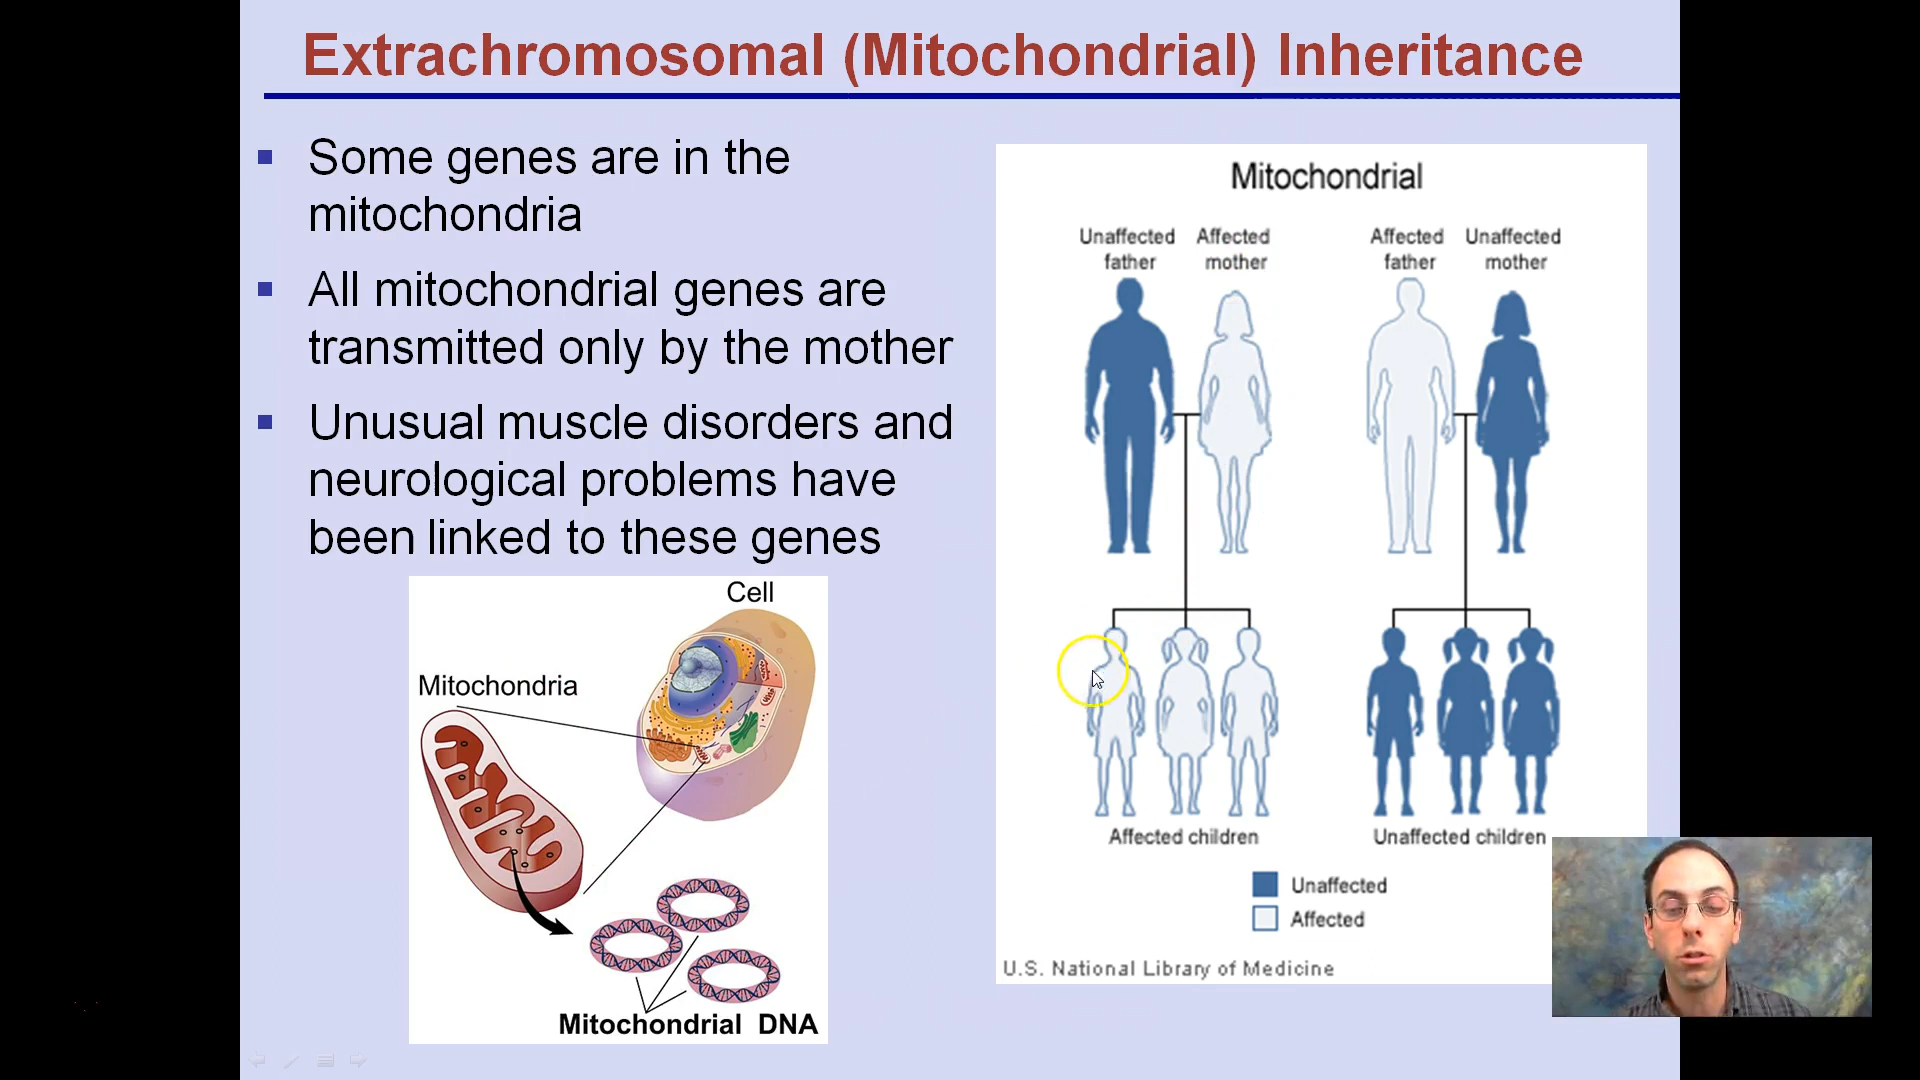 Extrachromosomal (Mitochondrial) Inheritance
Some genes are in the
mitochondria
All mitochondrial genes are
transmitted only by the mother
Unusual muscle disorders and
neurological problems have
been linked to these genes
Cell
Mitochondria
Mitochondrial DNA
Mitochondrial
Unaffected father
Affected mother
Affected father
Unaffected mother
Affected children
Unaffected children
Unaffected
Affected
U.S. National Library of Medicine